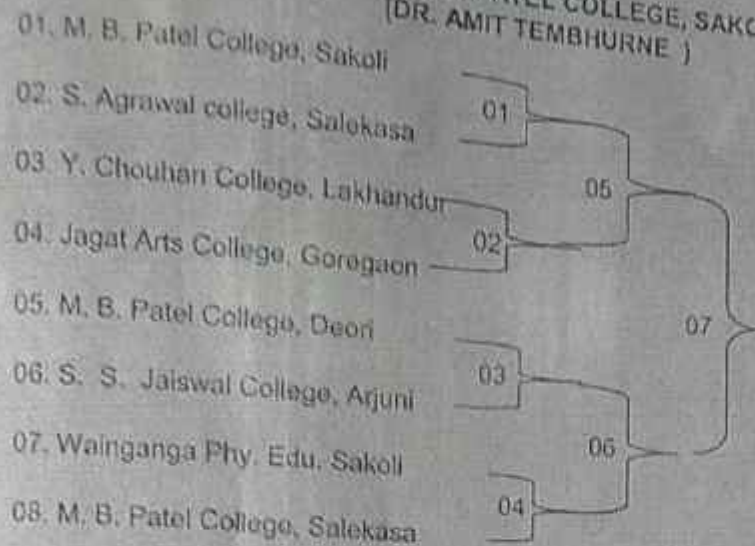 COLLEGE, SAKO
(DR. AMIT TEMBHURNE )
01. M. B. Patel College, Sakoli
02. S. Agrawal college, Salekasa
03 Y. Chouhan College, Lakhandur
04. Jagat Arts College, Goregaon
05. M. B. Patel College, Deori
06. S. S. Jaiswal College, Arjuni
07. Wainganga Phy. Edu. Sakoli
08. M. B. Patel College, Salekasa
01
02
03
04
05
06
07